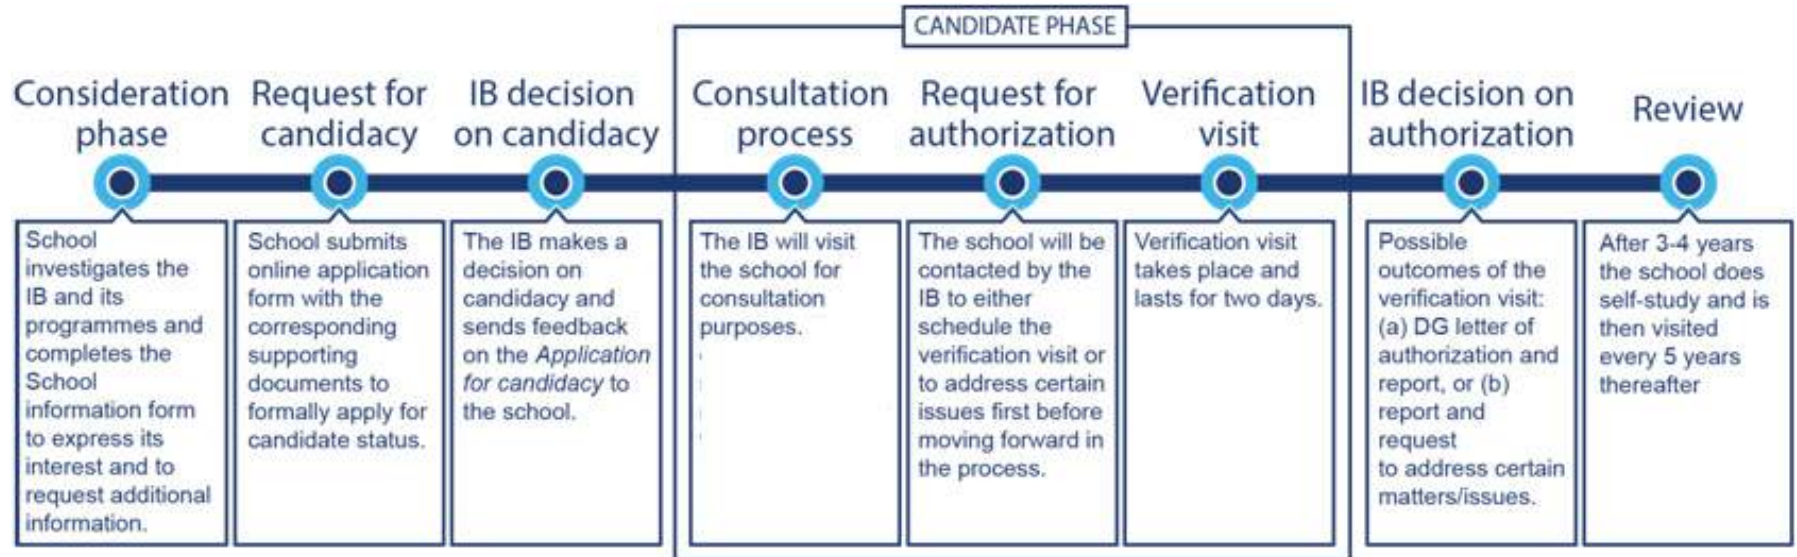 CANDIDATE PHASE
Consideration
phase
Request for
candidacy
IB decision
on candidacy
Consultation
process
Request for
authorization
Verification
visit
IB decision on
authorization
Review
School
investigates the
IB and its
programmes and
completes the
School
information form
to express its
interest and to
request additional
information.
School submits
online application
form with the
corresponding
supporting
documents to
formally apply for
candidate status.
The IB makes a
decision on
candidacy and
sends feedback
on the Application
for candidacy to
the school.
The IB will visit
the school for
consultation
purposes.
The school will be
contacted by the
IB to either
schedule the
verification visit or
to address certain
issues first before
moving forward in
the process.
Verification visit
takes place and
lasts for two days.
Possible
outcomes of the
verification visit:
(a) DG letter of
authorization and
report, or (b)
report and
request
to address certain
matters/issues.
After 3-4 years
the school does
self-study and is
then visited
every 5 years
thereafter